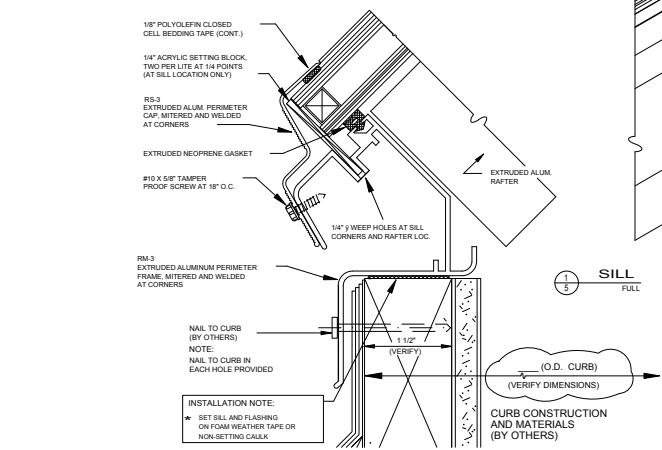 1/8" POLYOLEFIN CLOSED
CELL BEDDING TAPE (CONT.)
1/4" ACRYLIC SETTING BLOCK,
TWO PER LITE AT 1/4 POINTS
(AT SILL LOCATION ONLY)
RS-3
EXTRUDED ALUM. PERIMETER
CAP, MITERED AND WELDED
AT CORNERS
EXTRUDED NEOPRENE GASKET
#10 X 5/8" TAMPER
PROOF SCREW AT 18" O.C.
EXTRUDED ALUM.
RAFTER
1/4" ÿ WEEP HOLES AT SILL
CORNERS AND RAFTER LOC.
RM-3
EXTRUDED ALUMINUM PERIMETER
FRAME, MITERED AND WELDED
AT CORNERS
1
5
SILL
FULL
NAIL TO CURB
(BY OTHERS)
NOTE:
NAIL TO CURB IN
EACH HOLE PROVIDED
1 1/2"
(VERIFY)
(O.D. CURB)
(VERIFY DIMENSIONS)
INSTALLATION NOTE:
* SET SILL AND FLASHING
ON FOAM WEATHER TAPE OR
NON-SETTING CAULK
CURB CONSTRUCTION
AND MATERIALS
(BY OTHERS)